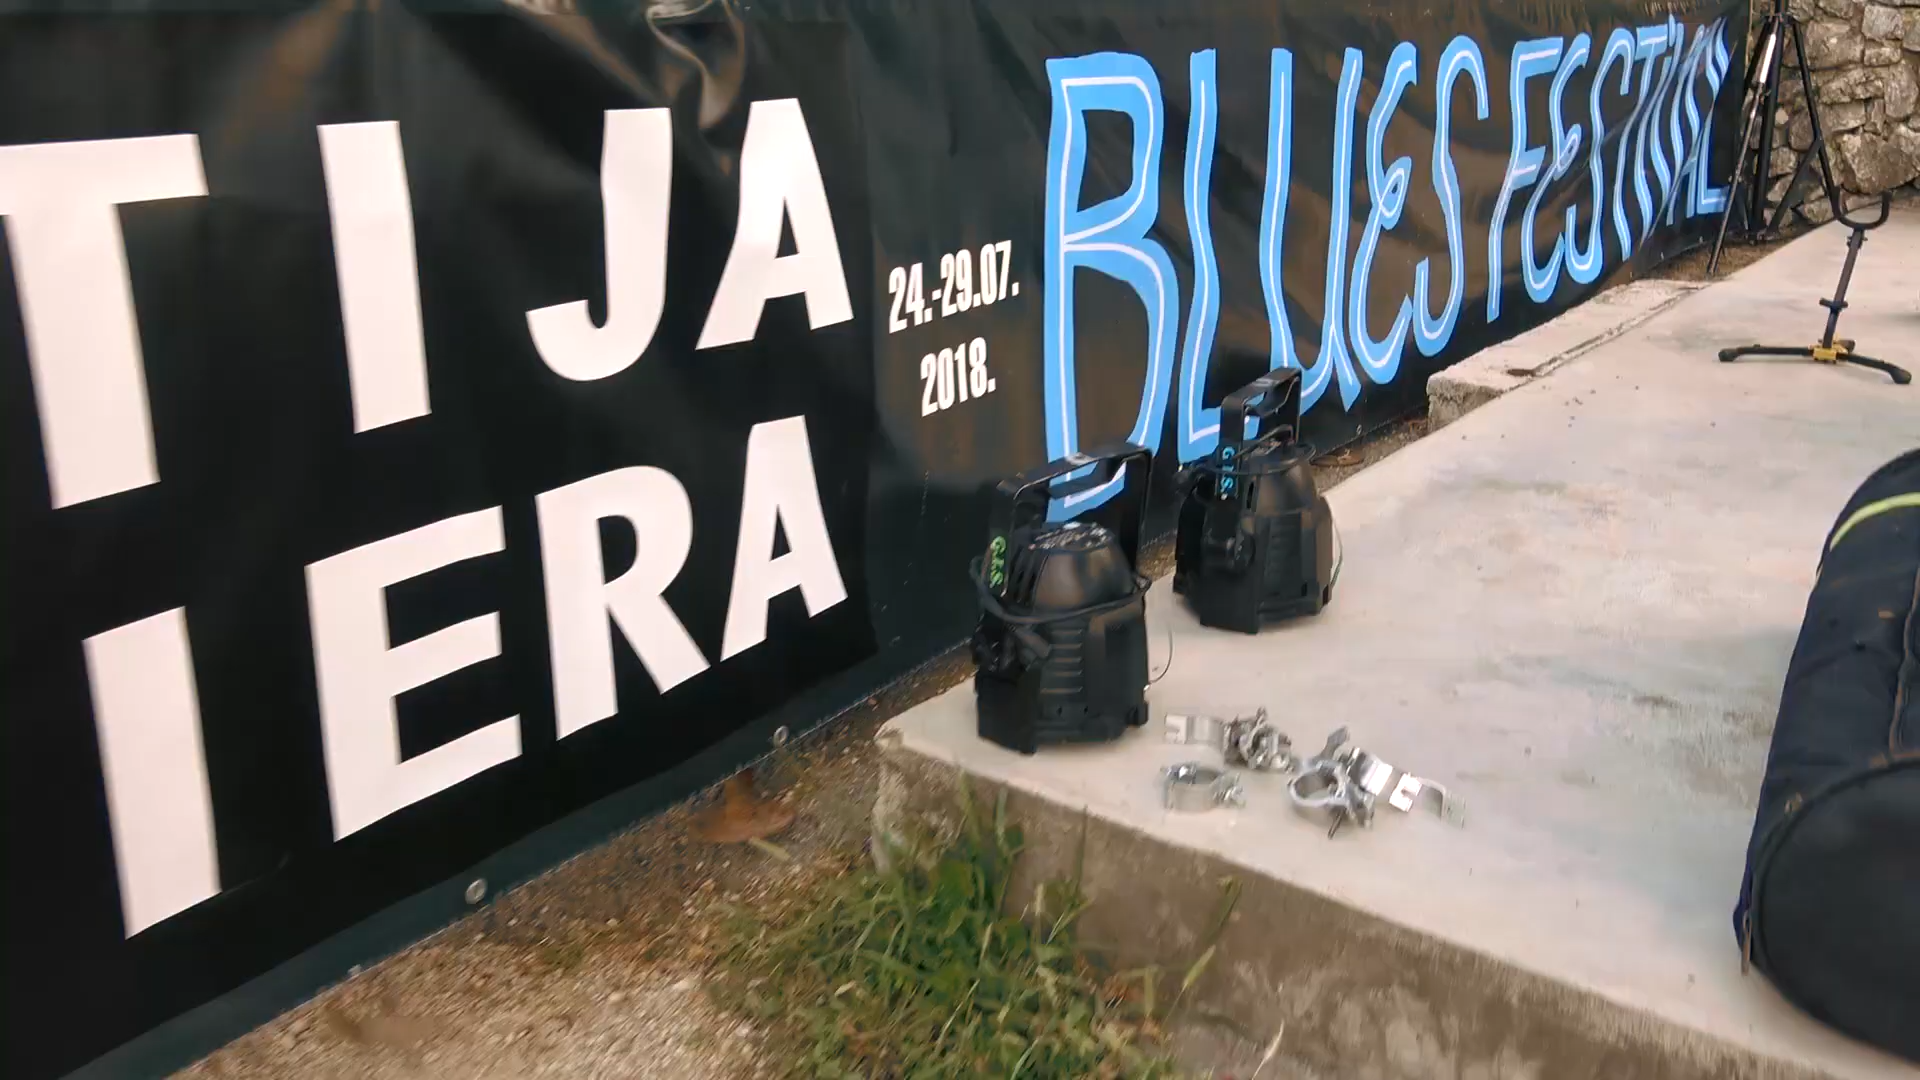 TIJA
IERA
24.-29.07.
2018.
BLUES FESTIVAL
G.I.S.
G.I.S.